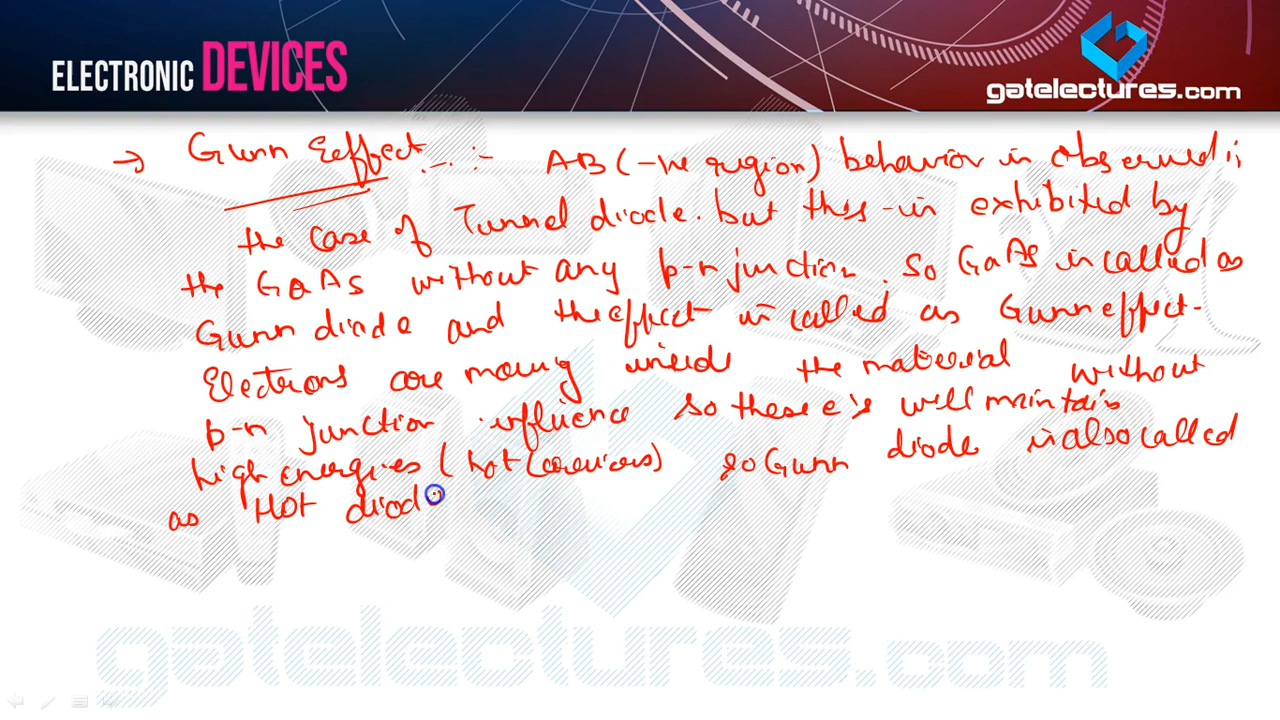 ELECTRONIC DEVICES
gatelectures.com
→ Gunn Eeffect :- AB (-ve region) behavior is observed i
the case of Tunnel diode. but this is exhibited by
the GaAs without any p-n junction. So GaAs is called as
Gunn diode and the effect is called as Gunn effect.
Electrons are moving inside the material without
p-n junction influence so these e's will maintain
high energies (hot carriers) so Gunn diode is also called
as HOT diod
gatelectures.com